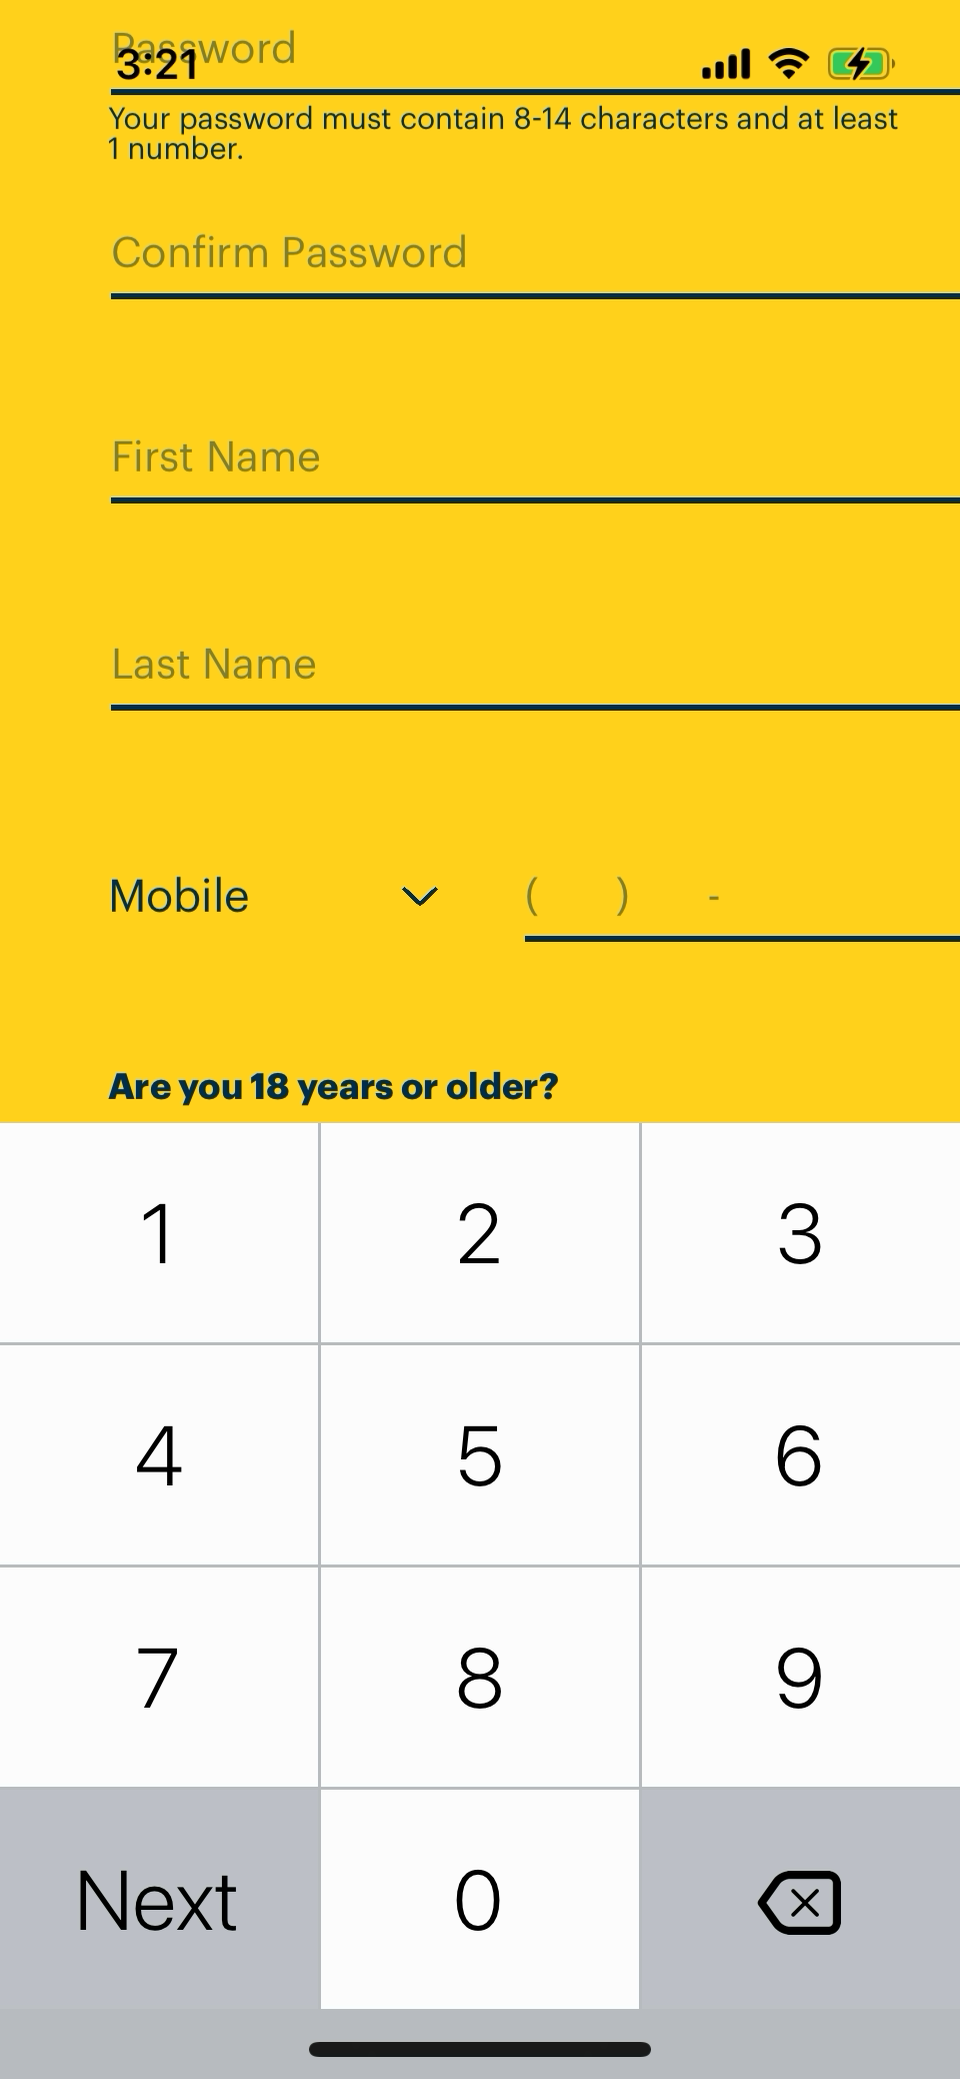 Password
3:21
Your password must contain 8-14 characters and at least
1 number.
Confirm Password
First Name
Last Name
Mobile ( ) -
Are you 18 years or older?
1 2 3
4 5 6
7 8 9
Next 0